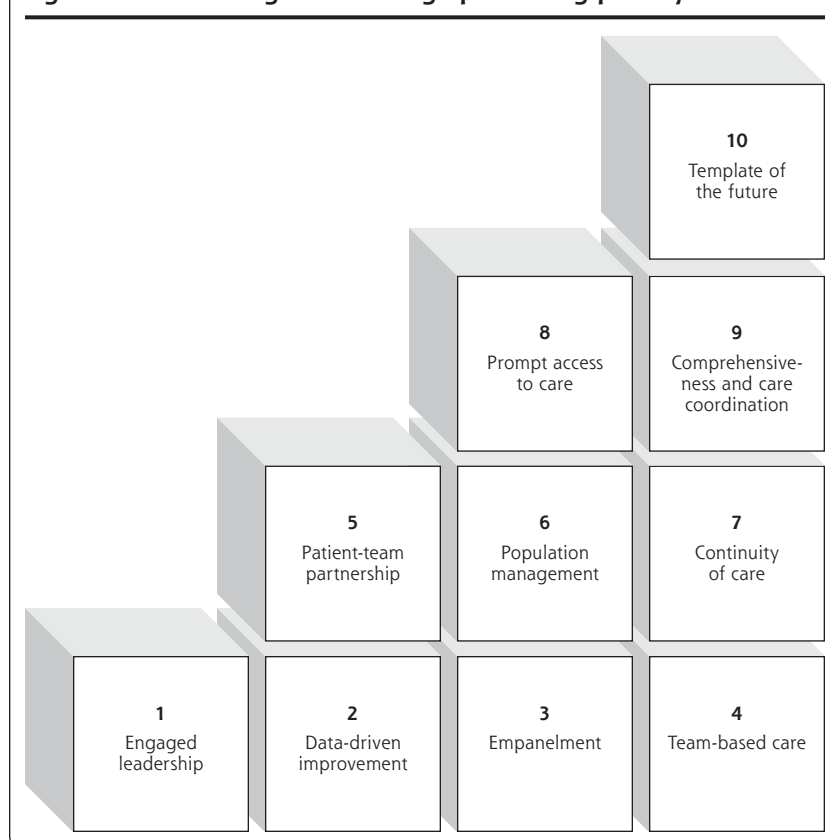 10
Template of
the future
8
Prompt access
to care
9
Comprehensive-
ness and care
coordination
5
Patient-team
partnership
6
Population
management
7
Continuity
of care
1
Engaged
leadership
2
Data-driven
improvement
3
Empanelment
4
Team-based care